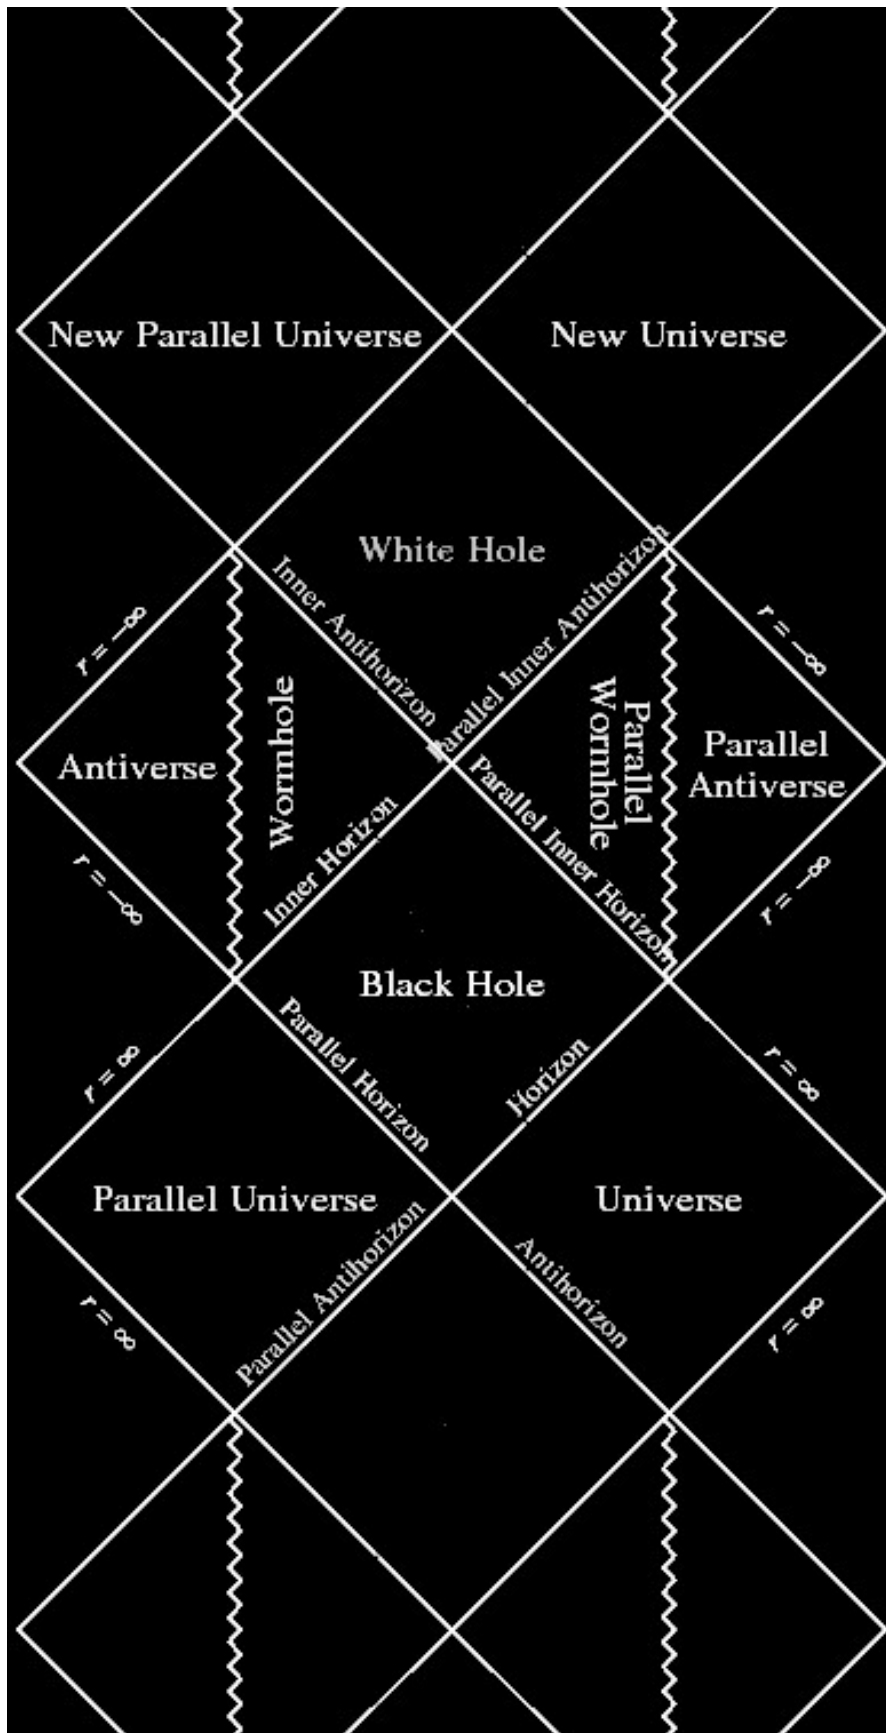 New Parallel Universe
New Universe
White Hole
Inner Antihorizon
Parallel Inner Antihorizon
r = –∞
r = –∞
Antiverse
Wormhole
Parallel
Wormhole
Parallel
Antiverse
r = –∞
Inner Horizon
Parallel Inner Horizon
r = –∞
Black Hole
r = ∞
Parallel Horizon
Horizon
r = ∞
Parallel Universe
Universe
r = ∞
Parallel Antihorizon
Antihorizon
r = ∞